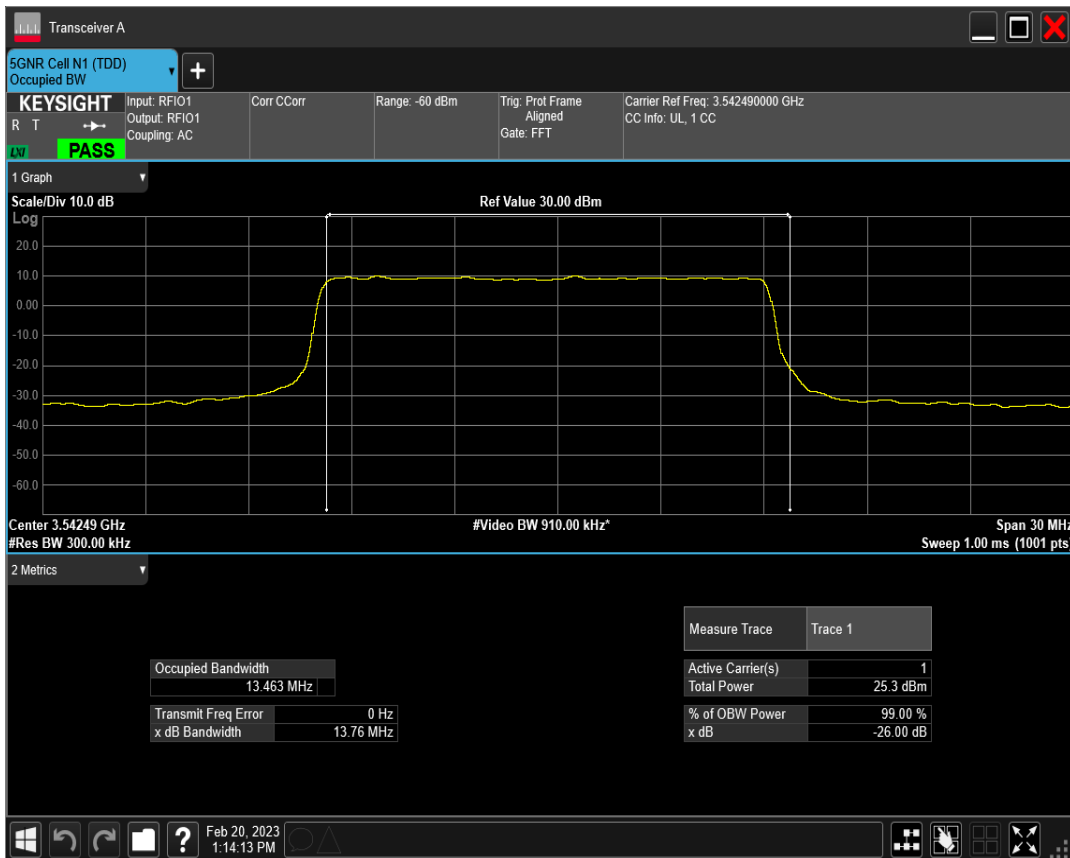 Transceiver A
5GNR Cell N1 (TDD)
Occupied BW
+
KEYSIGHT
R T
LXI
PASS
Input: RFIO1
Output: RFIO1
Coupling: AC
Corr CCorr
Range: -60 dBm
Trig: Prot Frame
Aligned
Gate: FFT
Carrier Ref Freq: 3.542490000 GHz
CC Info: UL, 1 CC
1 Graph
Scale/Div 10.0 dB
Ref Value 30.00 dBm
Log
20.0
10.0
0.00
-10.0
-20.0
-30.0
-40.0
-50.0
-60.0
Center 3.54249 GHz
#Video BW 910.00 kHz*
Span 30 MHz
#Res BW 300.00 kHz
Sweep 1.00 ms (1001 pts)
2 Metrics
Measure Trace Trace 1
Occupied Bandwidth
13.463 MHz
Active Carrier(s) 1
Total Power 25.3 dBm
Transmit Freq Error 0 Hz
x dB Bandwidth 13.76 MHz
% of OBW Power 99.00 %
x dB -26.00 dB
?
Feb 20, 2023
1:14:13 PM